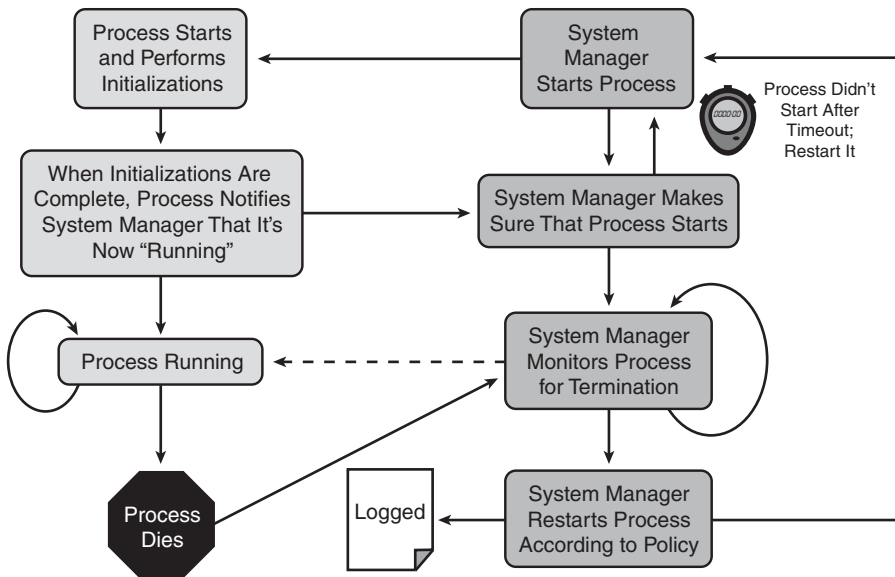 Process Starts
and Performs
Initializations
System
Manager
Starts Process
Process Didn't
Start After
Timeout;
Restart It
When Initializations Are
Complete, Process Notifies
System Manager That It's
Now “Running”
System Manager Makes
Sure That Process Starts
Process Running
System Manager
Monitors Process
for Termination
Process
Dies
Logged
System Manager
Restarts Process
According to Policy